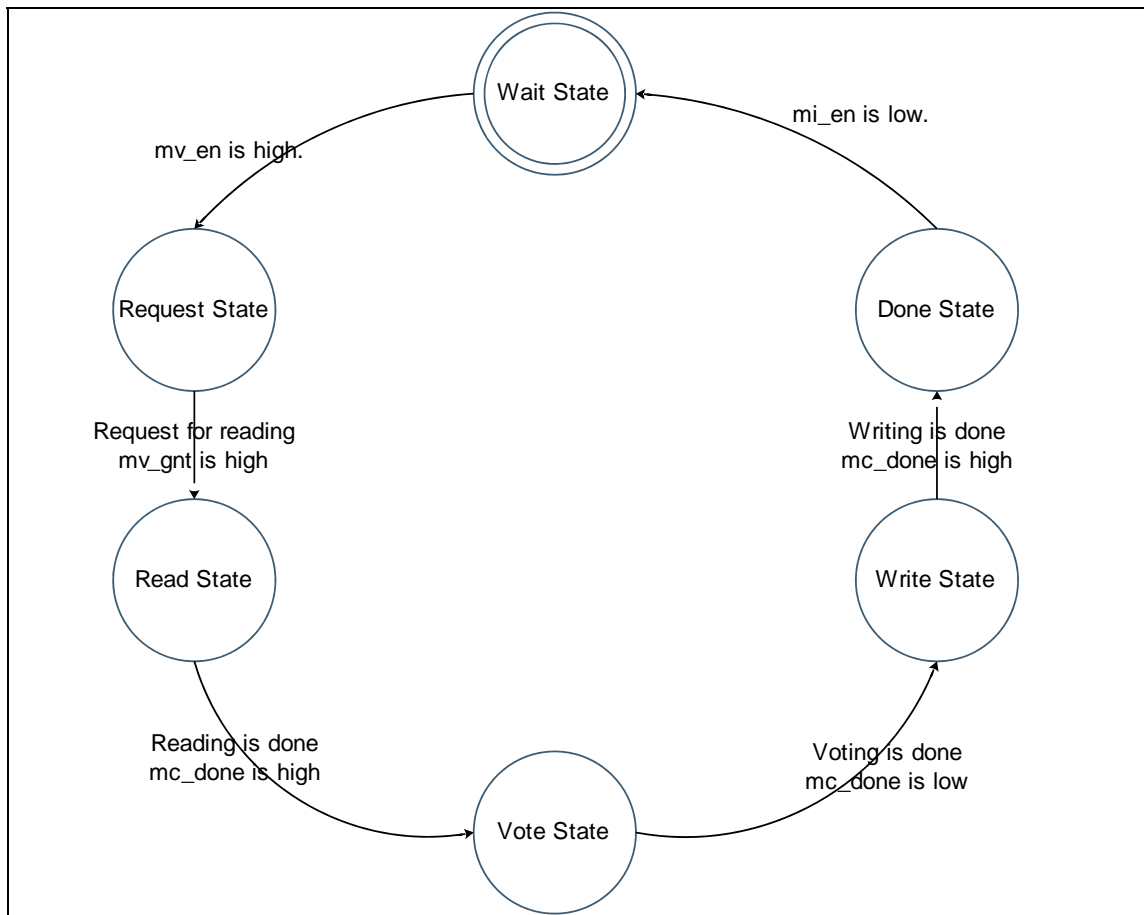 Wait State
mi_en is low.
mv_en is high.
Request State
Done State
Request for reading
mv_gnt is high
Writing is done
mc_done is high
Read State
Write State
Reading is done
mc_done is high
Voting is done
mc_done is low
Vote State